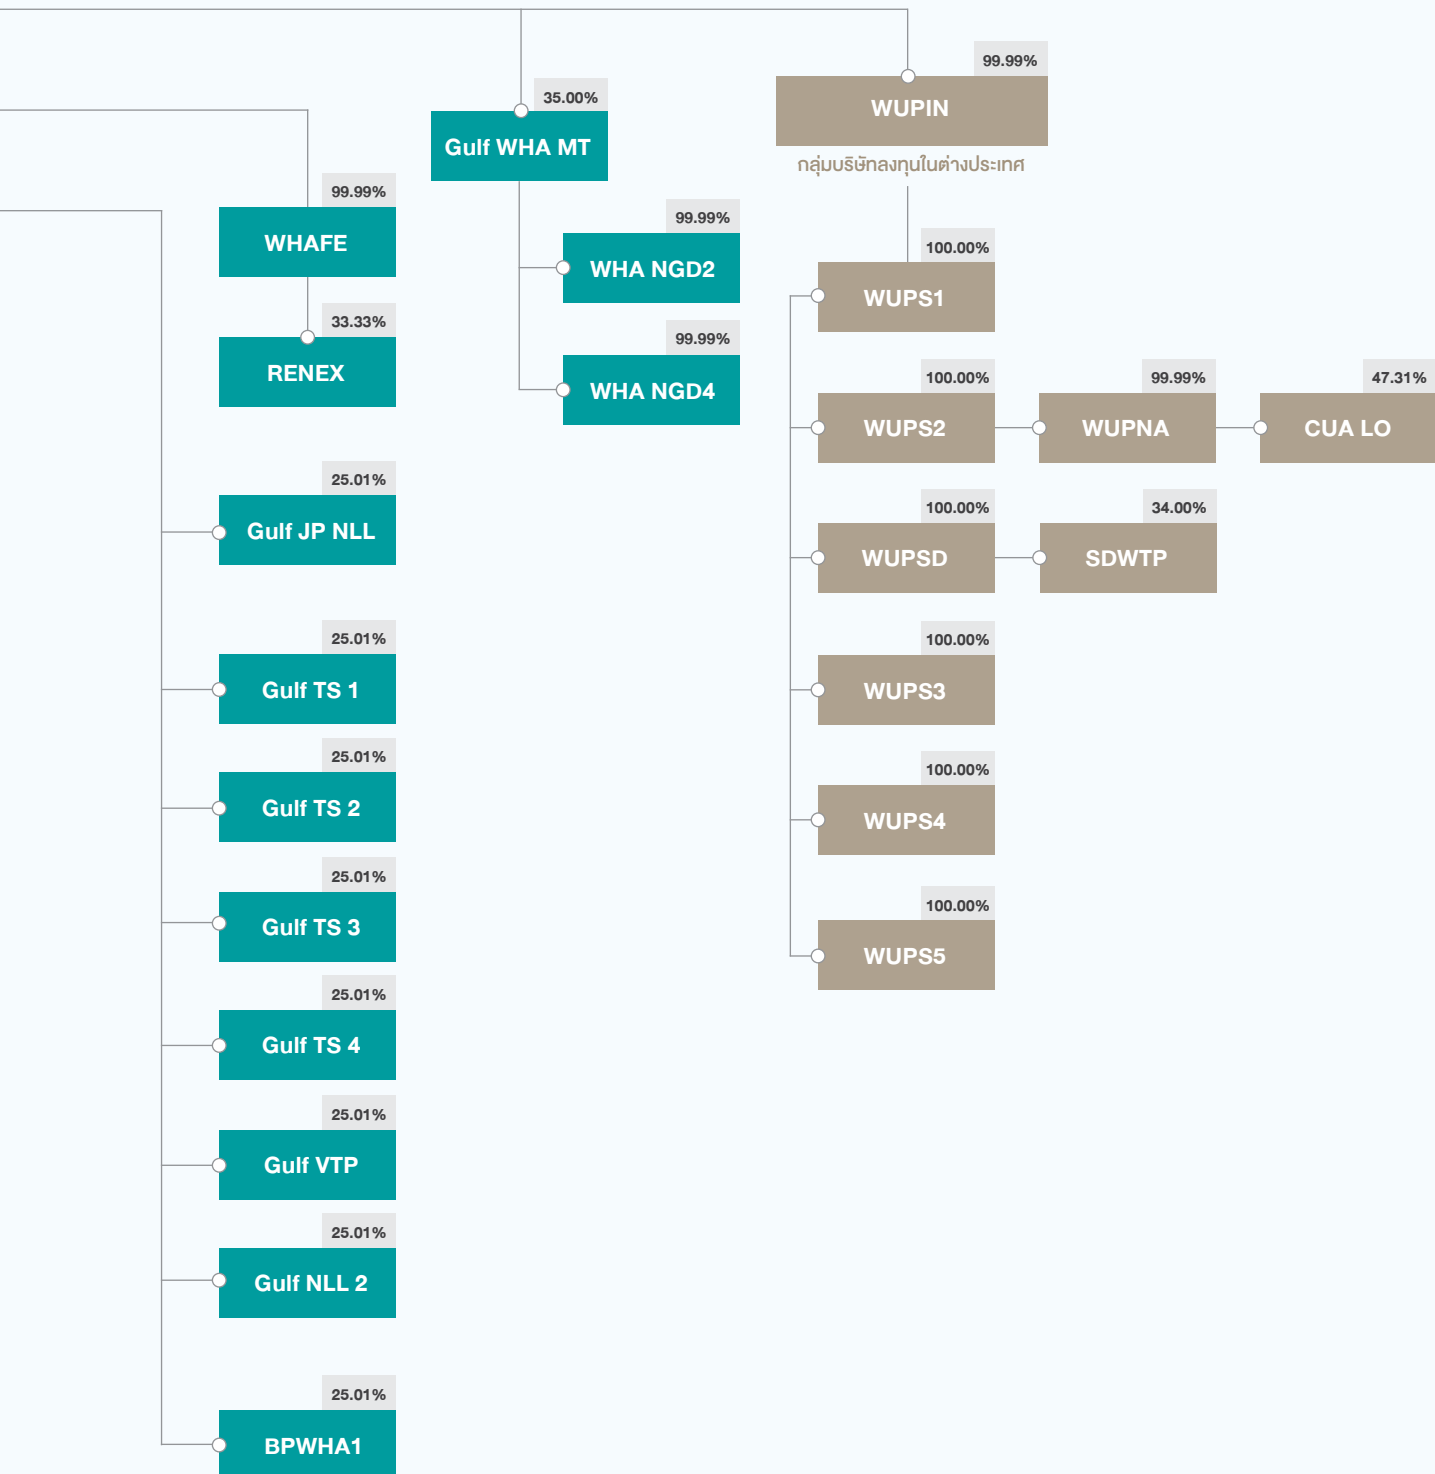 99.99%
WUPIN
กลุ่มบริษัทลงทุนในต่างประเทศ
35.00%
Gulf WHA MT
99.99%
WHAFE
33.33%
RENEX
99.99%
WHA NGD2
99.99%
WHA NGD4
100.00%
WUPS1
100.00%
WUPS2
99.99%
WUPNA
47.31%
CUA LO
100.00%
WUPSD
34.00%
SDWTP
100.00%
WUPS3
100.00%
WUPS4
100.00%
WUPS5
25.01%
Gulf JP NLL
25.01%
Gulf TS 1
25.01%
Gulf TS 2
25.01%
Gulf TS 3
25.01%
Gulf TS 4
25.01%
Gulf VTP
25.01%
Gulf NLL 2
25.01%
BPWHA1